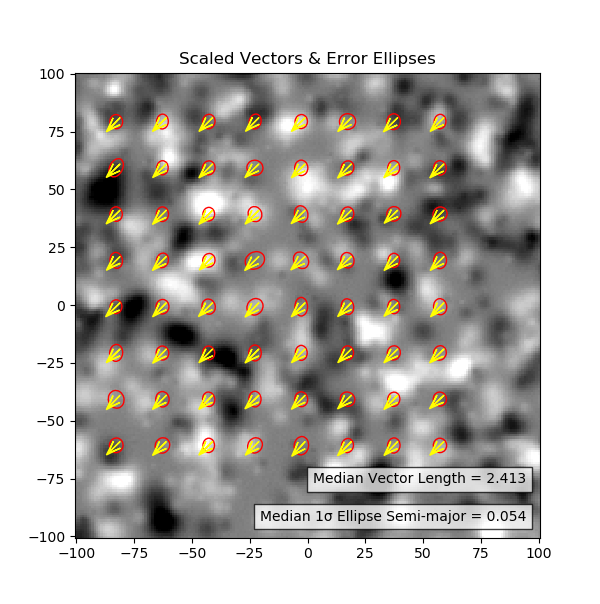 Scaled Vectors & Error Ellipses
100
75
50
25
0
−25
−50
−75
−100
Median Vector Length = 2.413
Median 1σ Ellipse Semi-major = 0.054
−100 −75 −50 −25 0 25 50 75 100